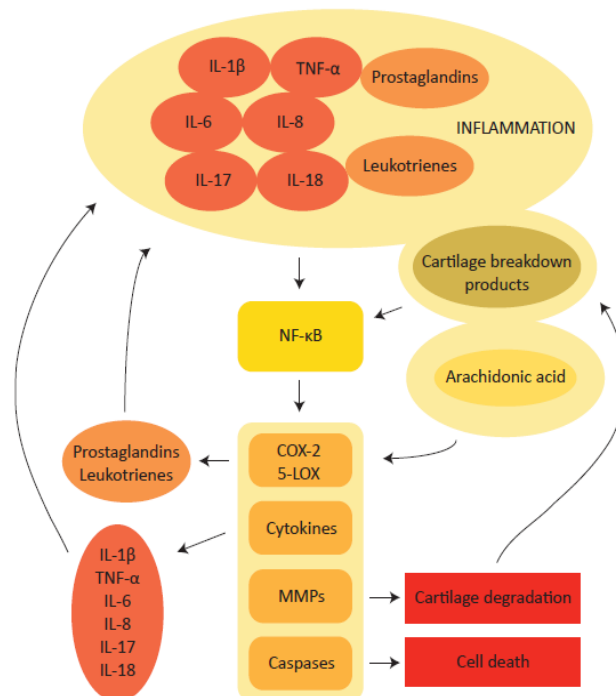 IL-1β
TNF-α
Prostaglandins
IL-6
IL-8
INFLAMMATION
IL-17
IL-18
Leukotrienes
Cartilage breakdown
products
NF-κB
Arachidonic acid
Prostaglandins
Leukotrienes
COX-2
5-LOX
Cytokines
IL-1β
TNF-α
IL-6
IL-8
IL-17
IL-18
MMPs
Cartilage degradation
Caspases
Cell death